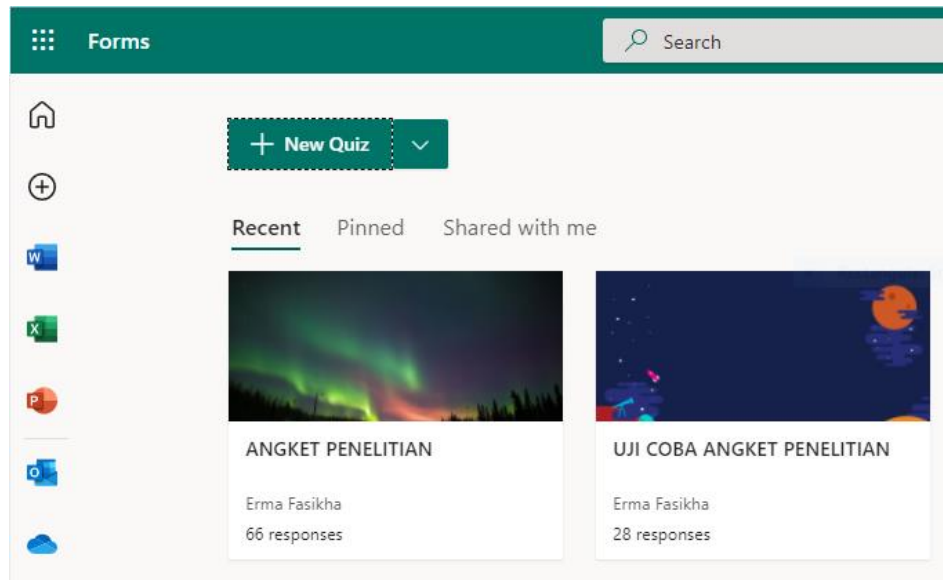 Forms
Search
New Quiz
Recent Pinned Shared with me
ANGKET PENELITIAN
Erma Fasikha
66 responses
UJI COBA ANGKET PENELITIAN
Erma Fasikha
28 responses
W
X
P
O